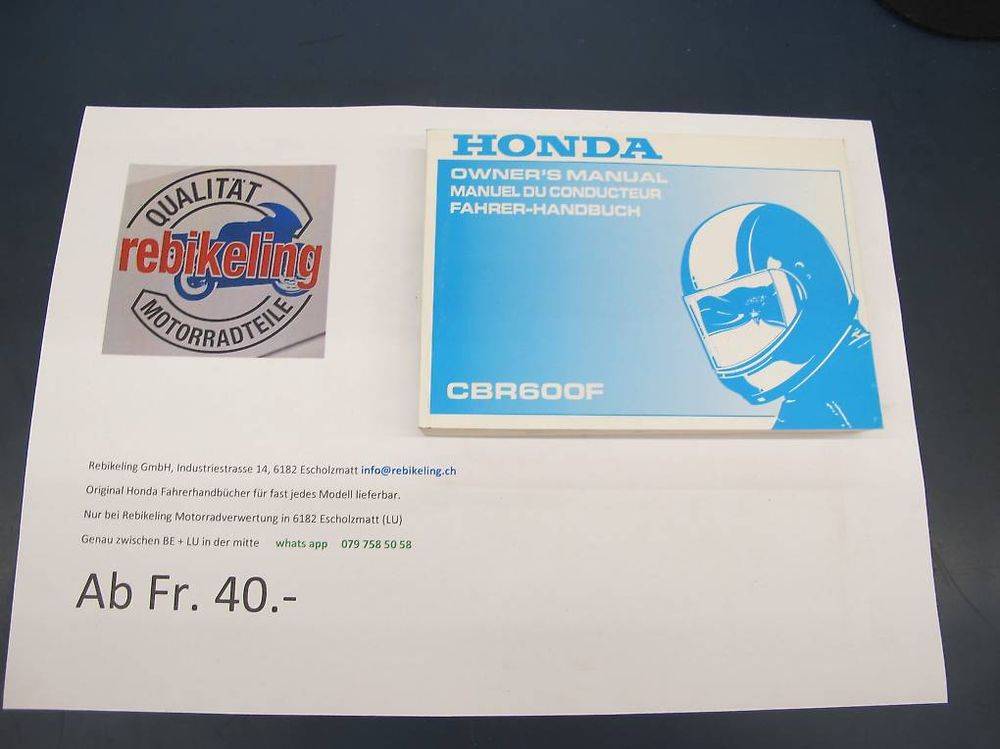 QUALITÄT
rebikeling
MOTORRADTEILE
HONDA
OWNER'S MANUAL
MANUEL DU CONDUCTEUR
FAHRER-HANDBUCH
CBR600F
Rebikeling GmbH, Industriestrasse 14, 6182 Escholzmatt info@rebikeling.ch
Original Honda Fahrerhandbücher für fast jedes Modell lieferbar.
Nur bei Rebikeling Motorradverwertung in 6182 Escholzmatt (LU)
Genau zwischen BE + LU in der mitte whats app 079 758 50 58
Ab Fr. 40.-